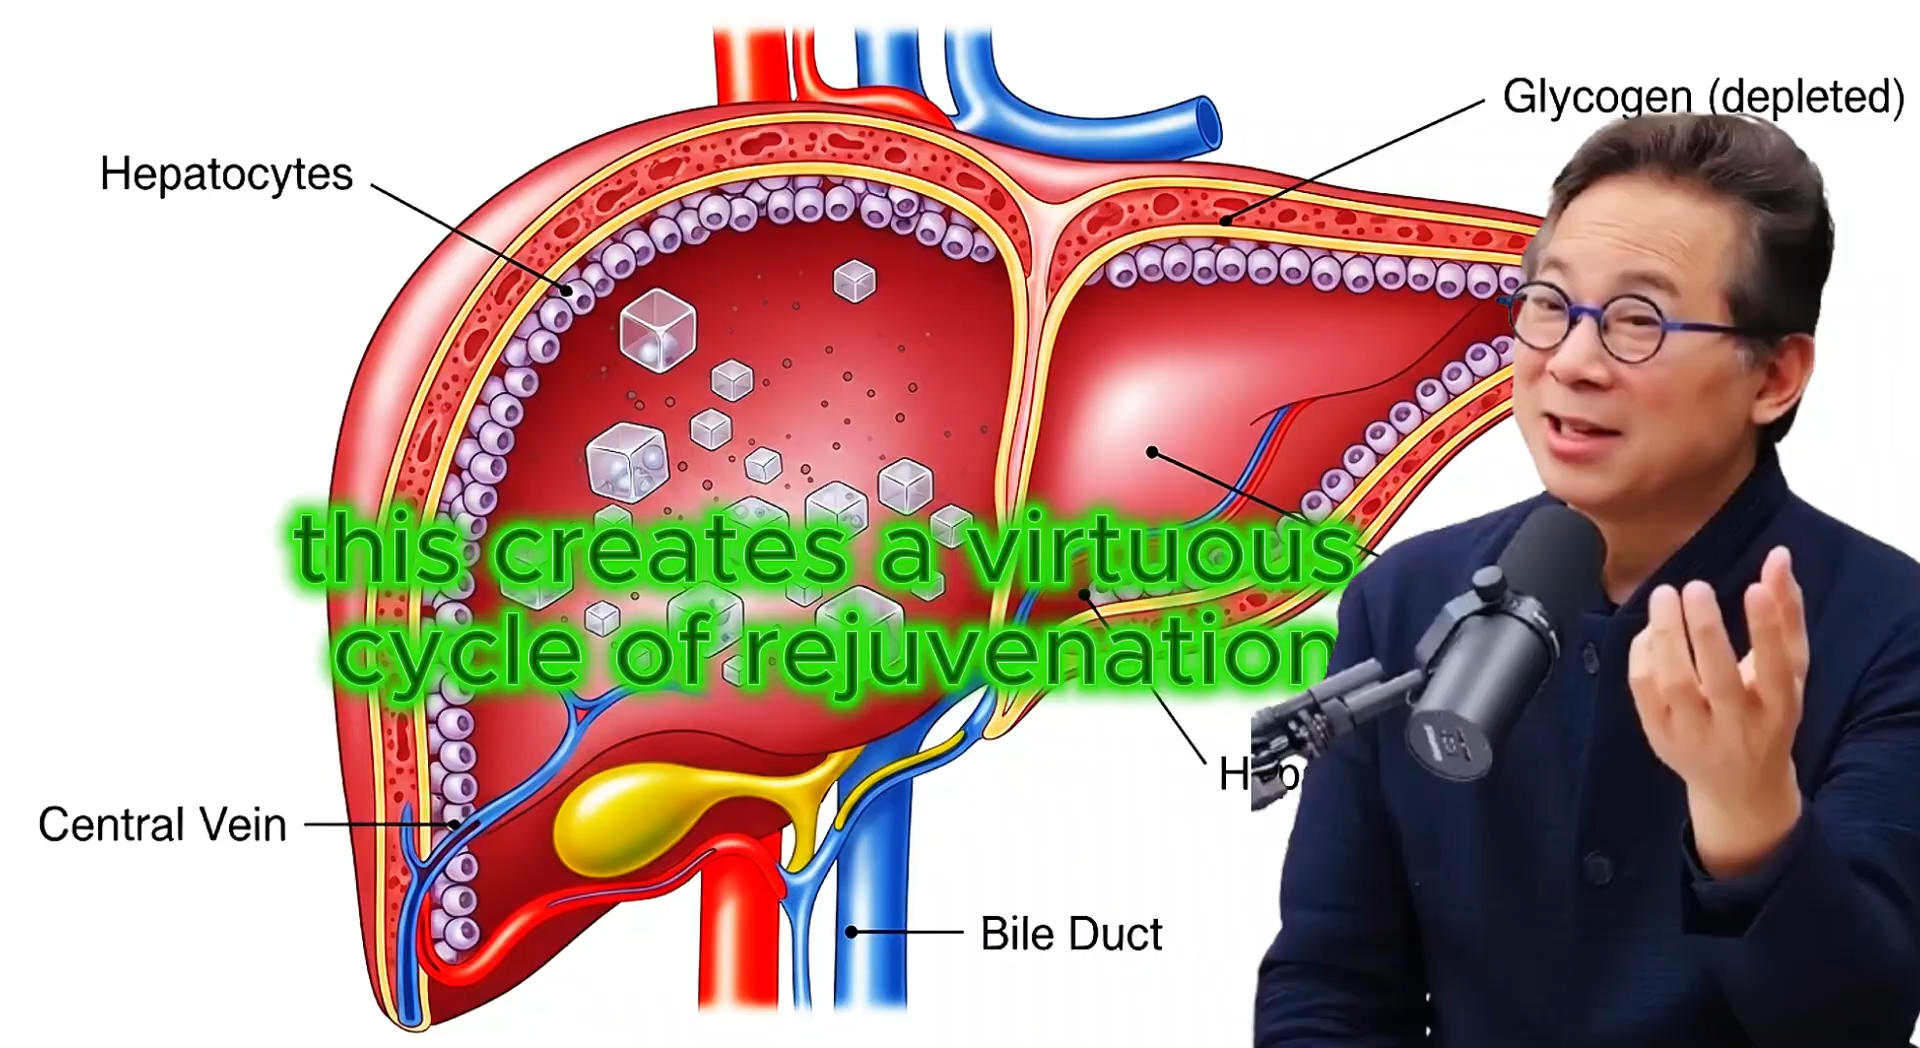 Glycogen (depleted)
Hepatocytes
this creates a virtuous
cycle of rejuvenation
Central Vein
Bile Duct